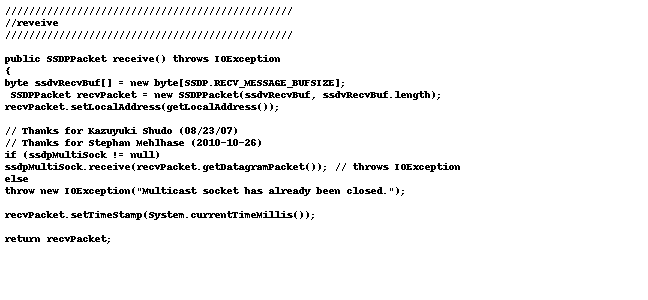 ////////////////////////////////////////////////
//reveive
////////////////////////////////////////////////
public SSDPPacket receive() throws IOException
{
byte ssdvRecvBuf[] = new byte[SSDP.RECV_MESSAGE_BUFSIZE];
SSDPPacket recvPacket = new SSDPPacket(ssdvRecvBuf, ssdvRecvBuf.length);
recvPacket.setLocalAddress(getLocalAddress());
// Thanks for Kazuyuki Shudo (08/23/07)
// Thanks for Stephan Mehlhase (2010-10-26)
if (ssdpMultiSock != null)
ssdpMultiSock.receive(recvPacket.getDatagramPacket()); // throws IOException
else
throw new IOException("Multicast socket has already been closed.");
recvPacket.setTimeStamp(System.currentTimeMillis());
return recvPacket;